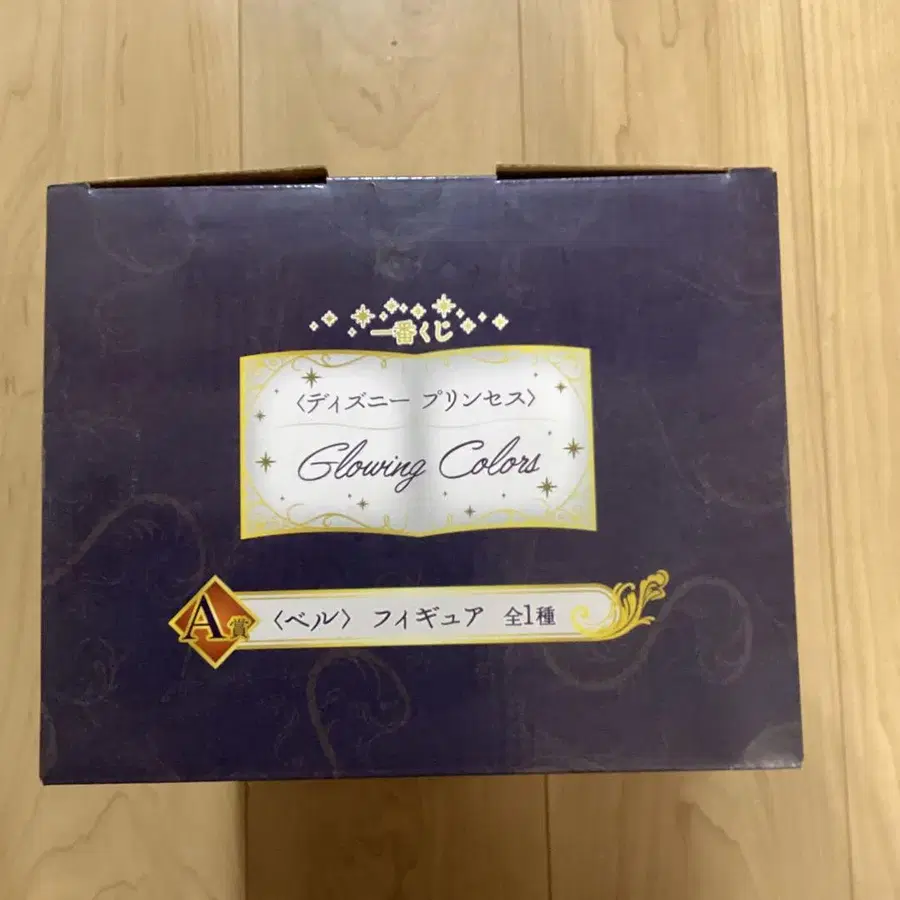 一番くじ
〈ディズニー プリンセス〉
Glowing Colors
A賞 〈ベル〉 フィギュア 全1種